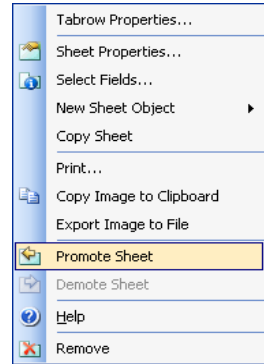 Tabrow Properties...
Sheet Properties...
Select Fields...
New Sheet Object
Copy Sheet
Print...
Copy Image to Clipboard
Export Image to File
Promote Sheet
Demote Sheet
Help
Remove